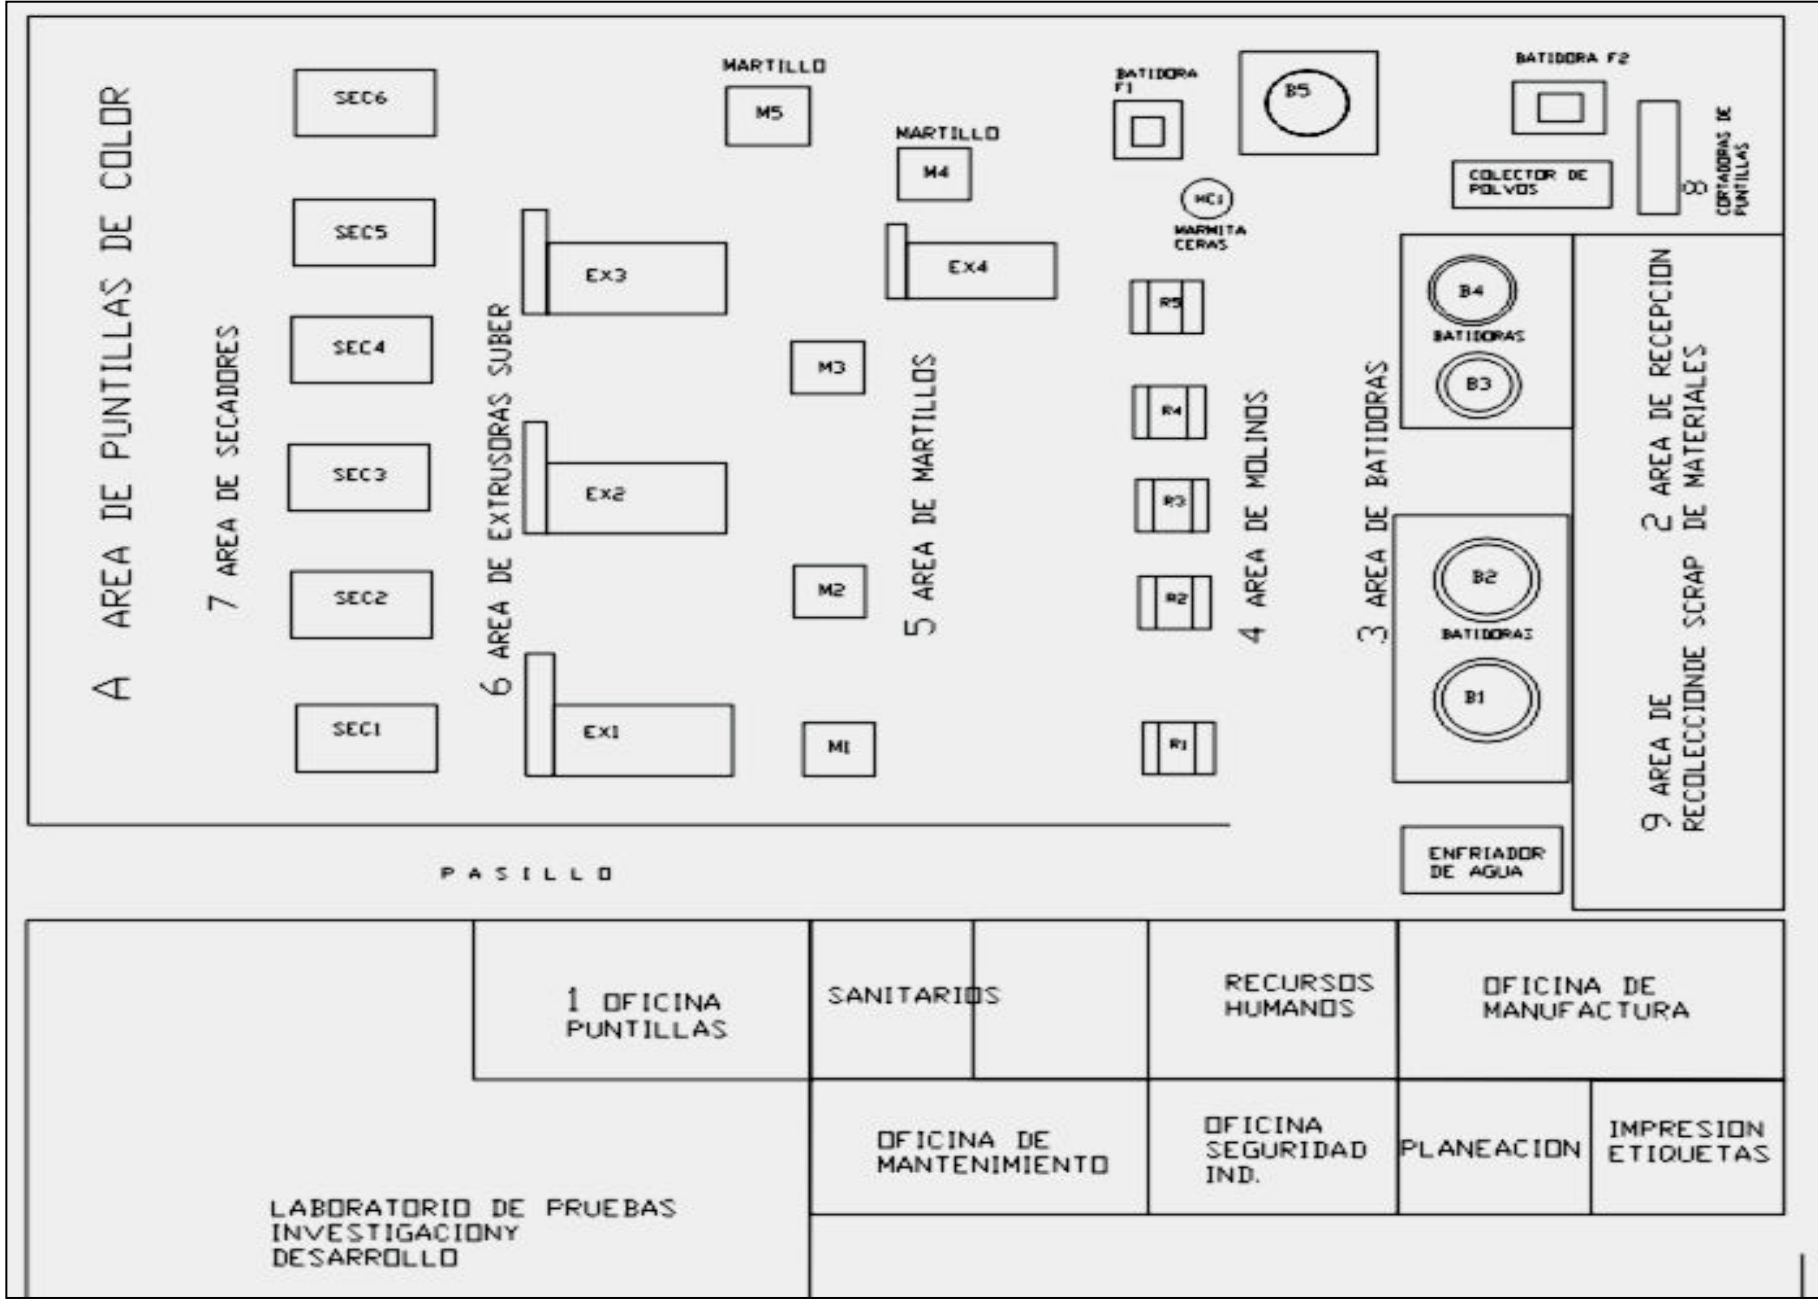 A AREA DE PUNTILLAS DE COLOR
7 AREA DE SECADORES
SEC6
SEC5
SEC4
SEC3
SEC2
SEC1
6 AREA DE EXTRUSORAS SUBER
EX3
EX2
EX1
MARTILLO
M5
MARTILLO
M4
EX4
M3
M2
M1
5 AREA DE MARTILLOS
BATIDORA
F1
B5
MC1
MARMITA
CERAS
R5
R4
R3
R2
R1
4 AREA DE MOLINOS
3 AREA DE BATIDORAS
BATIDORA F2
COLECTOR DE
POLVOS
8
CORTADORAS DE
PUNTILLAS
B4
BATIDORAS
B3
B2
BATIDORAS
B1
2 AREA DE RECEPCION
DE MATERIALES
9 AREA DE
RECOLECCIONDE SCRAP
ENFRIADOR
DE AGUA
PASILLO
1 OFICINA
PUNTILLAS
SANITARIOS
RECURSOS
HUMANOS
OFICINA DE
MANUFACTURA
OFICINA DE
MANTENIMIENTO
OFICINA
SEGURIDAD
IND.
PLANEACION
IMPRESION
ETIQUETAS
LABORATORIO DE PRUEBAS
INVESTIGACIONY
DESARROLLO